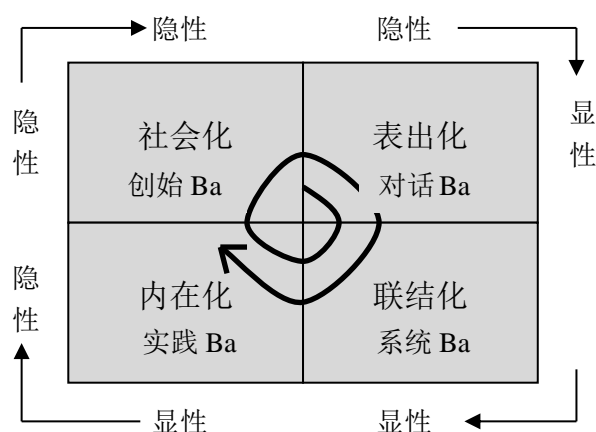 隐性
隐性
隐性
显性
社会化
创始 Ba
表出化
对话 Ba
内在化
实践 Ba
联结化
系统 Ba
隐性
显性
显性